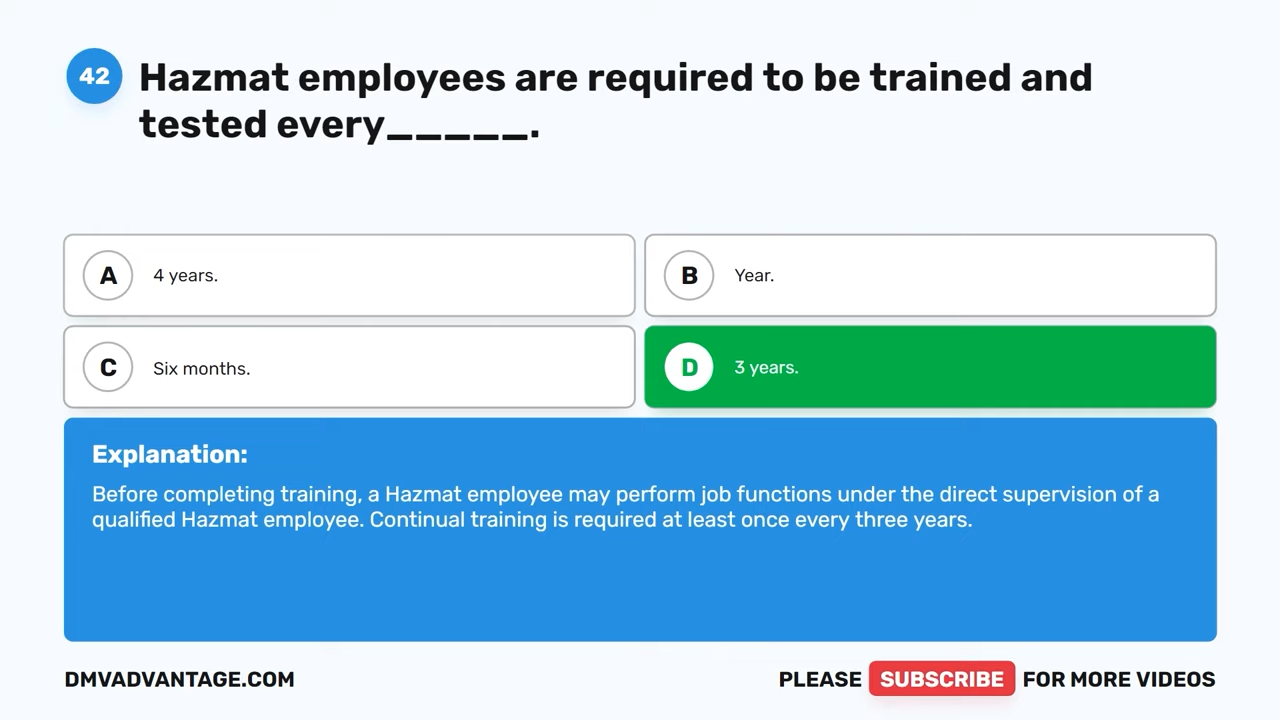 42
Hazmat employees are required to be trained and
tested every_____.
A 4 years.
B Year.
C Six months.
D 3 years.
Explanation:
Before completing training, a Hazmat employee may perform job functions under the direct supervision of a
qualified Hazmat employee. Continual training is required at least once every three years.
DMVADVANTAGE.COM
PLEASE SUBSCRIBE FOR MORE VIDEOS